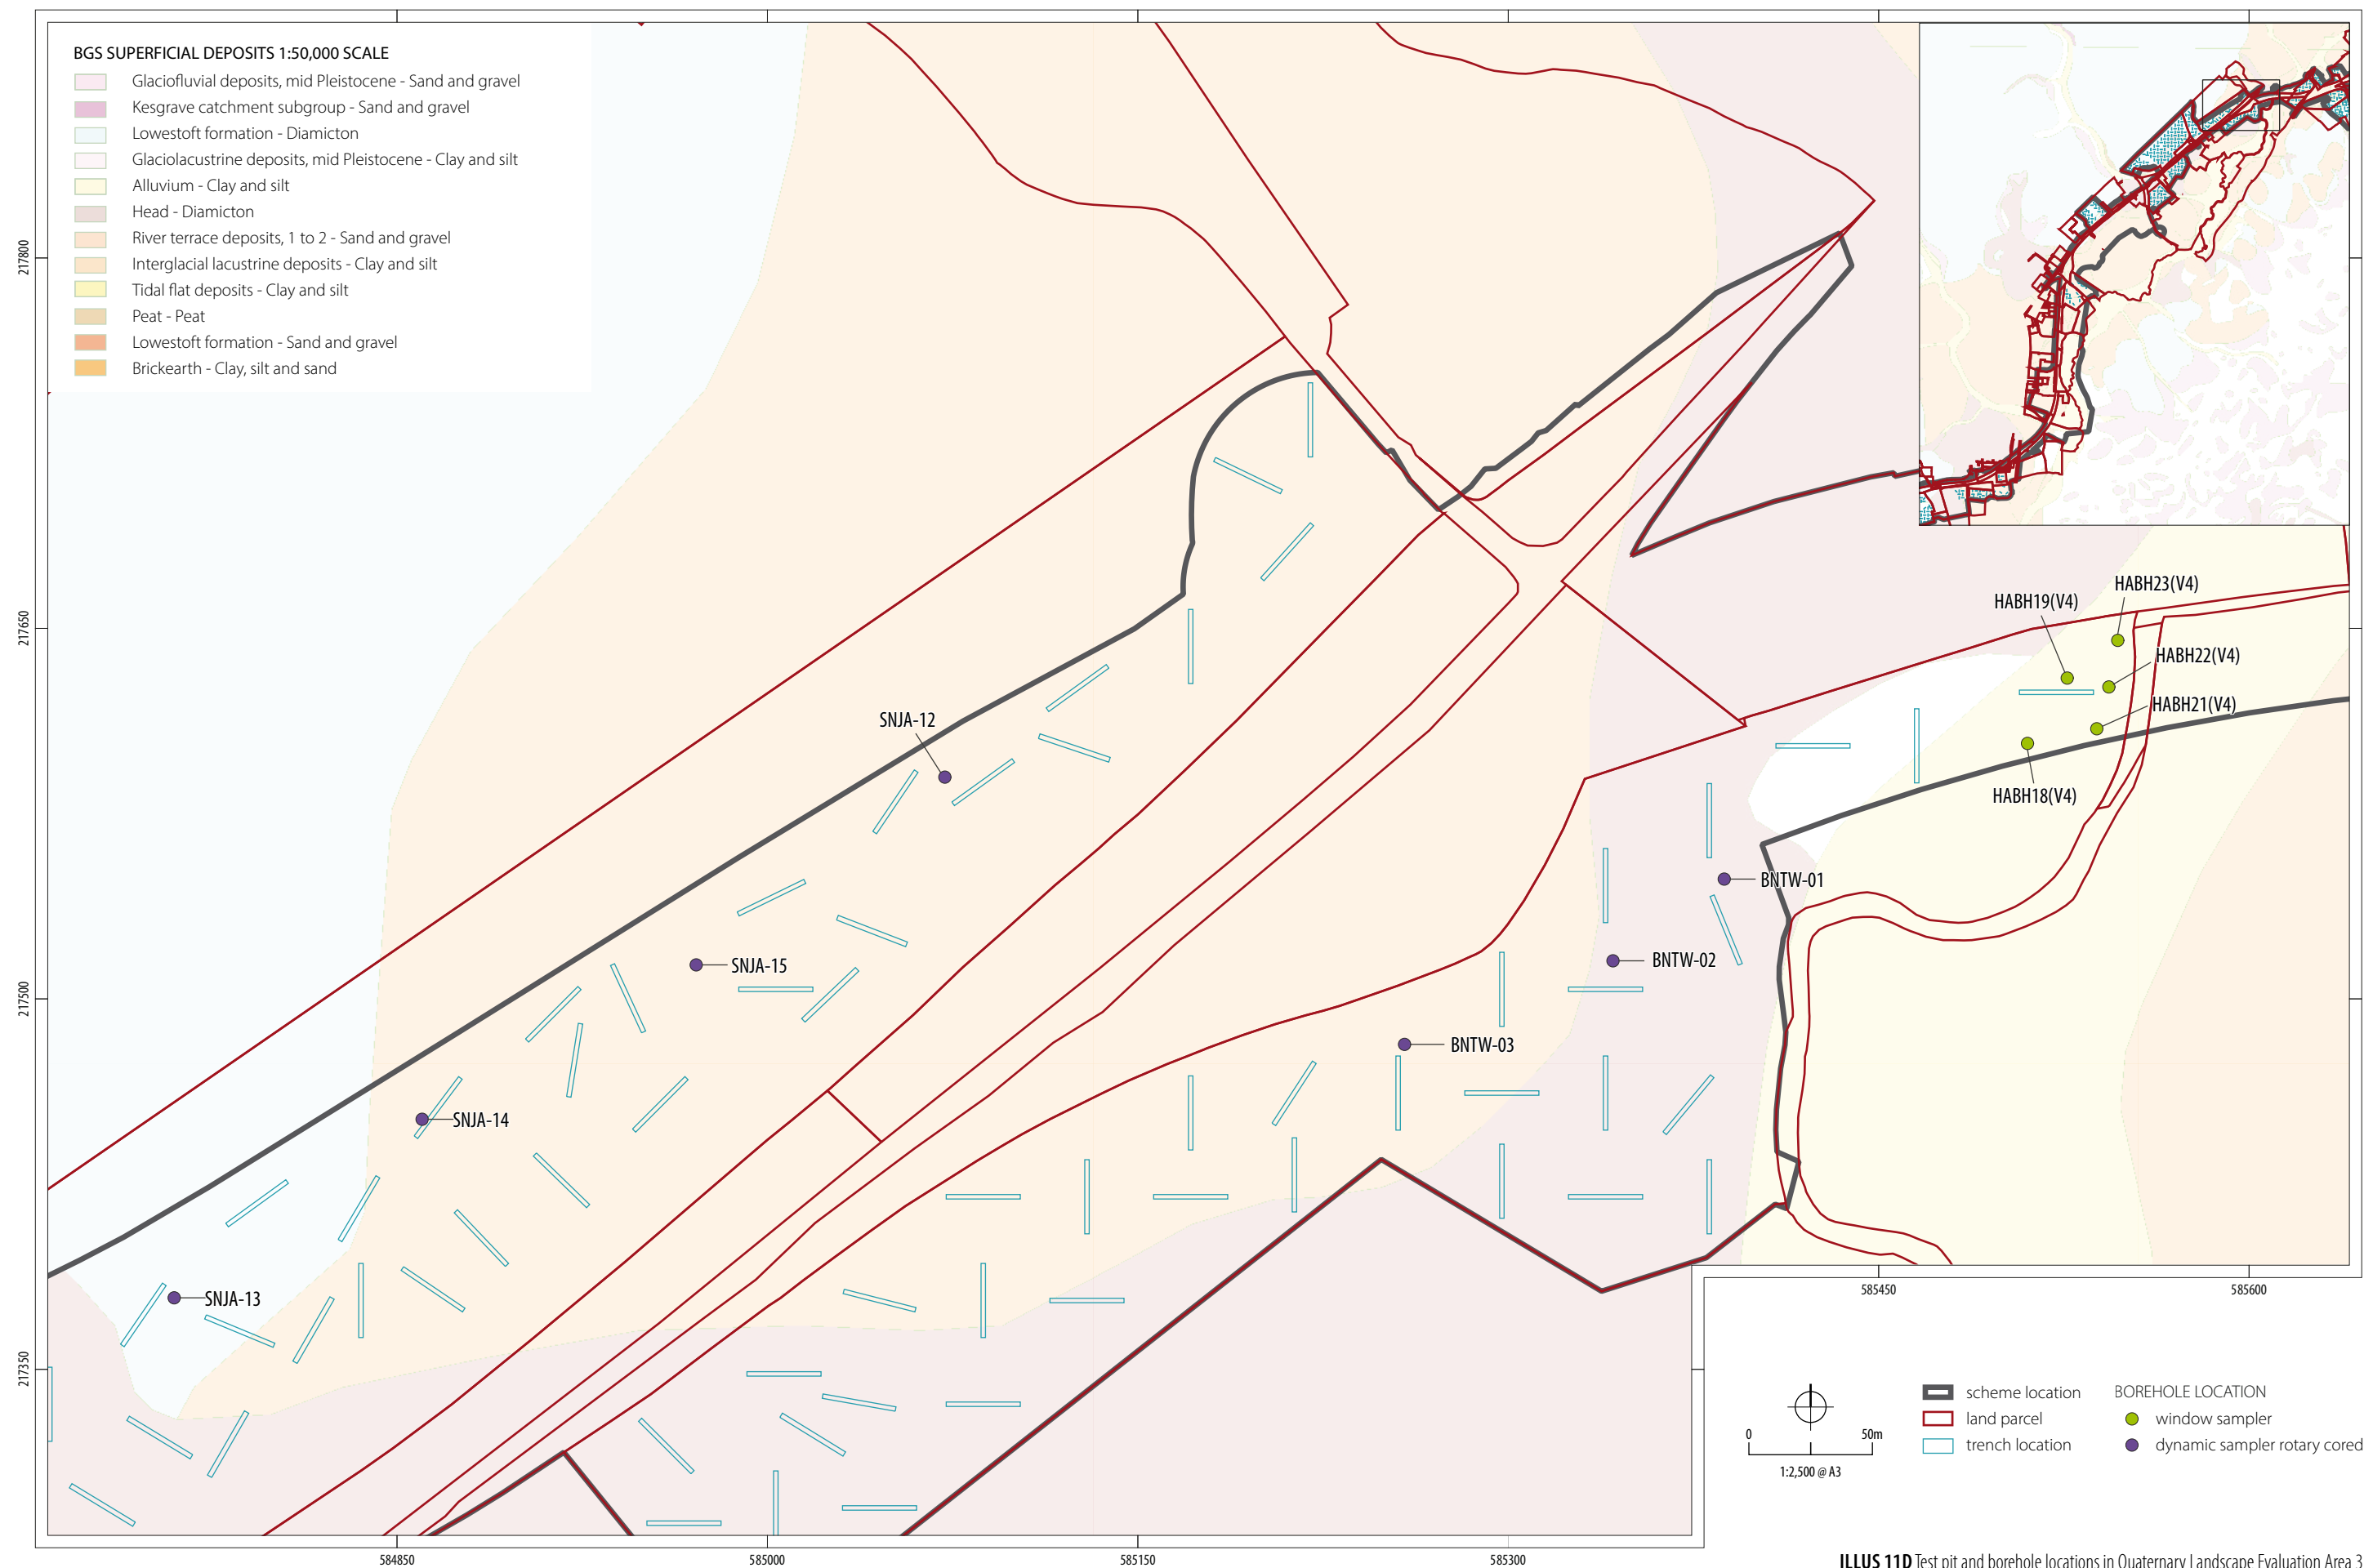 BGS SUPERFICIAL DEPOSITS 1:50,000 SCALE
Glaciofluvial deposits, mid Pleistocene - Sand and gravel
Kesgrave catchment subgroup - Sand and gravel
Lowestoft formation - Diamicton
Glaciolacustrine deposits, mid Pleistocene - Clay and silt
Alluvium - Clay and silt
Head - Diamicton
River terrace deposits, 1 to 2 - Sand and gravel
Interglacial lacustrine deposits - Clay and silt
Tidal flat deposits - Clay and silt
Peat - Peat
Lowestoft formation - Sand and gravel
Brickearth - Clay, silt and sand
217800
217650
217500
217350
HABH23(V4)
HABH19(V4)
HABH22(V4)
HABH21(V4)
HABH18(V4)
SNJA-12
BNTW-01
SNJA-15
BNTW-02
BNTW-03
SNJA-14
SNJA-13
585450
585600
584850
585000
585150
585300
0
50m
1:2,500 @ A3
scheme location
land parcel
trench location
BOREHOLE LOCATION
window sampler
dynamic sampler rotary cored
ILLUS 11D Test pit and borehole locations in Quaternary Landscape Evaluation Area 3